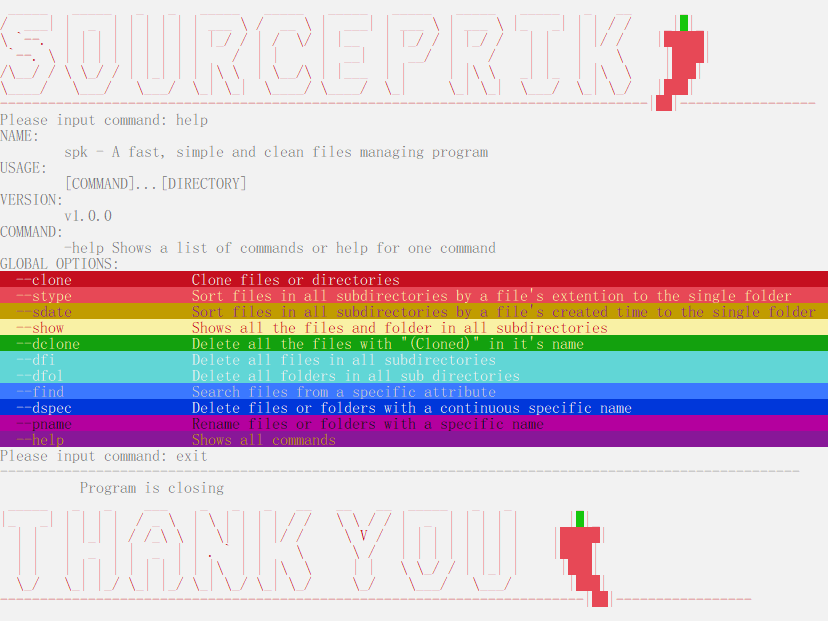 SOURCE PRIK
Please input command: help
NAME:
spk - A fast, simple and clean files managing program
USAGE:
[COMMAND]...[DIRECTORY]
VERSION:
v1.0.0
COMMAND:
-help Shows a list of commands or help for one command
GLOBAL OPTIONS:
--clone Clone files or directories
--stype Sort files in all subdirectories by a file's extention to the single folder
--sdate Sort files in all subdirectories by a file's created time to the single folder
--show Shows all the files and folder in all subdirectories
--dclone Delete all the files with "(Cloned)" in it's name
--dfi Delete all files in all subdirectories
--dfol Delete all folders in all sub directories
--find Search files from a specific attribute
--dspec Delete files or folders with a continuous specific name
--pname Rename files or folders with a specific name
--help Shows all commands
Please input command: exit
Program is closing
THANK YOU